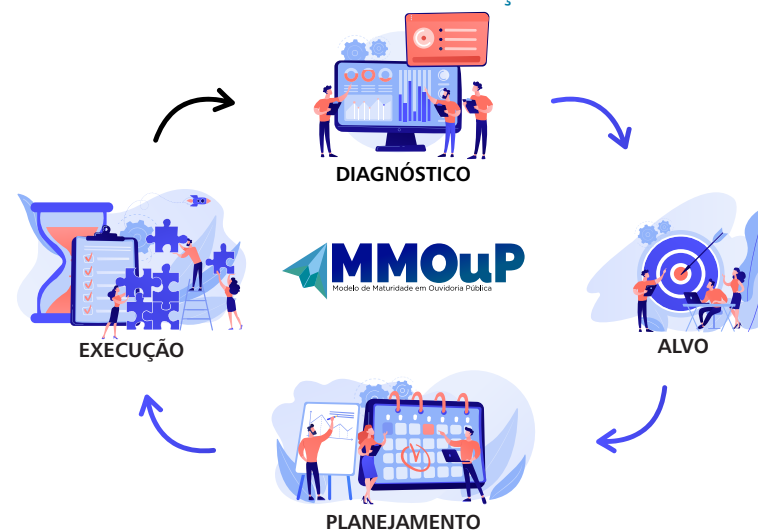 DIAGNÓSTICO
MMOuP
Modelo de Maturidade em Ouvidoria Pública
EXECUÇÃO
ALVO
PLANEJAMENTO